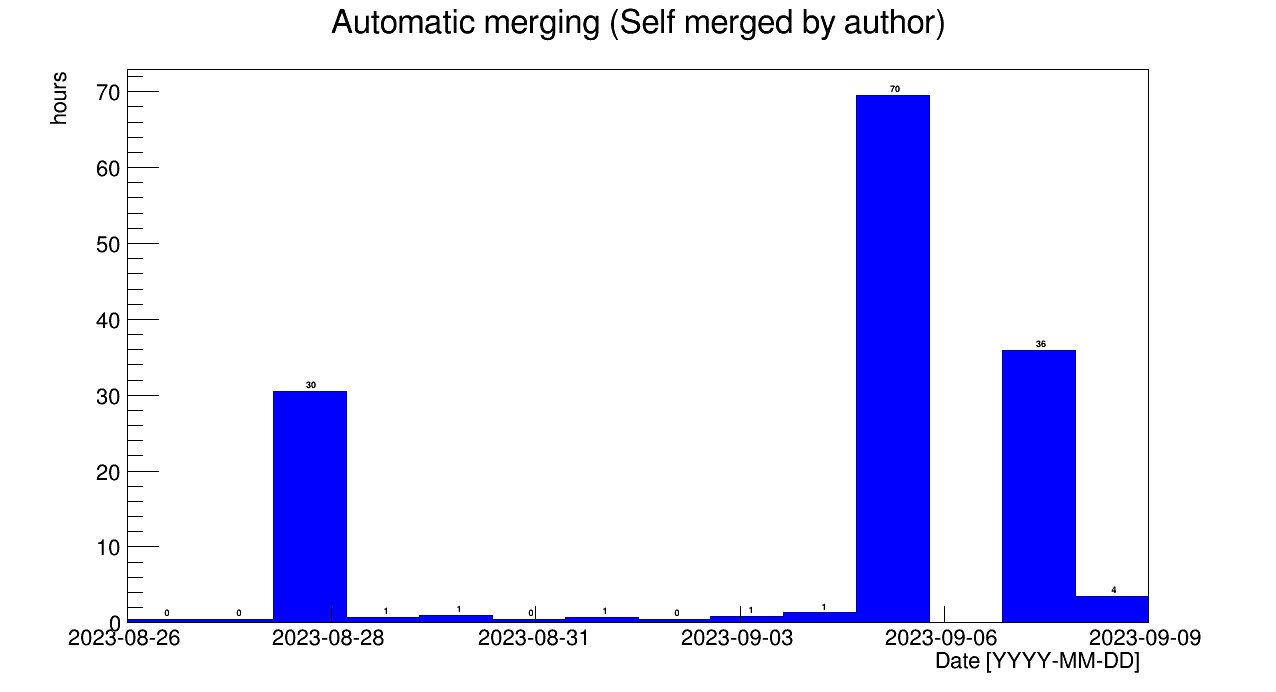 Automatic merging (Self merged by author)
hours
70
60
50
40
30
20
10
0
0 0 30 1 1 0 1 0 1 1 70 36 4
2023-08-26 2023-08-28 2023-08-31 2023-09-03 2023-09-06 2023-09-09
Date [YYYY-MM-DD]